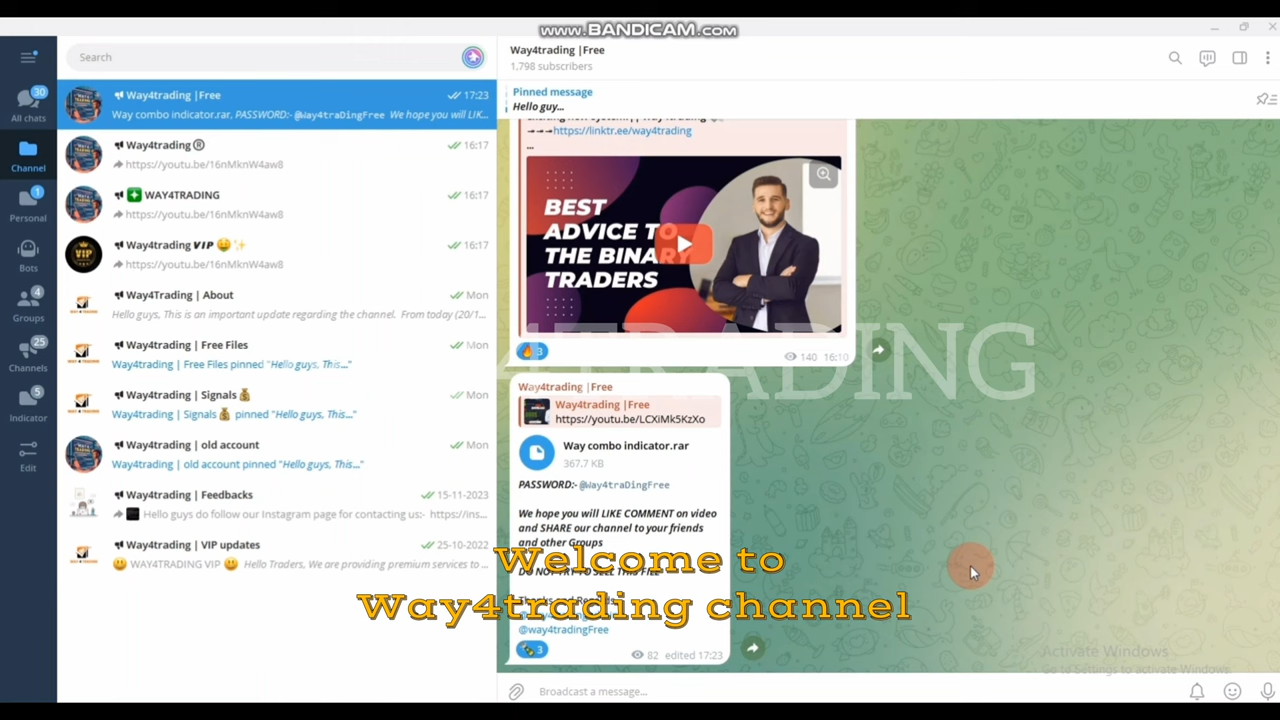 www.BANDICAM.com
Search
Way4trading |Free
1,798 subscribers
Pinned message
Hello guy...
30
All chats
Channel
1
Personal
Bots
4
Groups
25
Channels
5
Indicator
Edit
Way4trading |Free
17:23
Way combo indicator.rar. PASSWORD:- @Way4traDingFree We hope you will LIK...
Way4trading ®
16:17
https://youtu.be/16nMknW4aw8
WAY4TRADING
16:17
https://youtu.be/16nMknW4aw8
Way4trading VIP
16:17
https://youtu.be/16nMknW4aw8
VIP
Way4Trading | About
Mon
Hello guys, This is an important update regarding the channel. From today (20/1...
Way4trading | Free Files
Mon
Way4trading | Free Files pinned "Hello guys, This..."
Way4trading | Signals
Mon
Way4trading | Signals pinned "Hello guys, This..."
Way4trading | old account
Mon
Way4trading | old account pinned "Hello guys, This..."
Way4trading | Feedbacks
15-11-2023
Hello guys do follow our Instagram page for contacting us:- https://ins...
Way4trading | VIP updates
25-10-2022
WAY4TRADING VIP Hello Traders, We are providing premium services to ...
https://linktr.ee/way4trading
...
BEST
ADVICE TO
THE BINARY
TRADERS
3
140 16:10
4TRADING
Way4trading |Free
Way4trading |Free
https://youtu.be/LCXiMk5KzXo
Way combo indicator.rar
367.7 KB
PASSWORD:- @Way4traDingFree
We hope you will LIKE COMMENT on video
and SHARE our channel to your friends
and other Groups
DO NOT TRY TO SELL THIS FILE
Thanks and
@way4tradingFree
3
82 edited 17:23
Welcome to
Way4trading channel
Activate Windows
Go to Settings to activate Windows.
Broadcast a message...